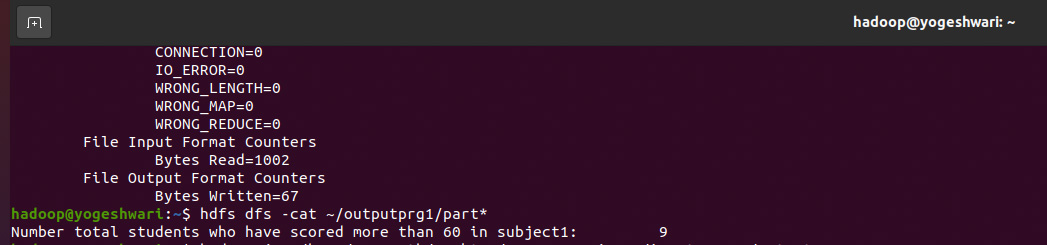 hadoop@yogeshwari: ~
CONNECTION=0
IO_ERROR=0
WRONG_LENGTH=0
WRONG_MAP=0
WRONG_REDUCE=0
File Input Format Counters
Bytes Read=1002
File Output Format Counters
Bytes Written=67
hadoop@yogeshwari:~$ hdfs dfs -cat ~/outputprg1/part*
Number total students who have scored more than 60 in subject1: 9